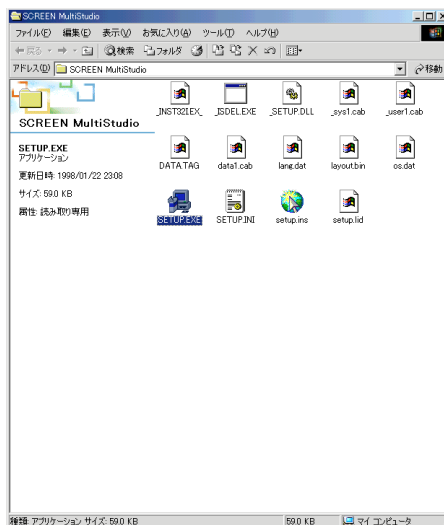 SCREEN MultiStudio
ファイル(F) 編集(E) 表示(V) お気に入り(A) ツール(T) ヘルプ(H)
戻る 検索 フォルダ
アドレス(D) SCREEN MultiStudio 移動
SCREEN MultiStudio
SETUP.EXE
アプリケーション
更新日時: 1998/01/22 23:08
サイズ: 59.0 KB
属性: 読み取り専用
_INST32I.EX_ _ISDEL.EXE _SETUP.DLL _sys1.cab _user1.cab
DATA.TAG data1.cab lang.dat layout.bin os.dat
SETUP.EXE SETUP.INI setup.ins setup.lid
種類: アプリケーション サイズ: 59.0 KB 59.0 KB マイ コンピュータ